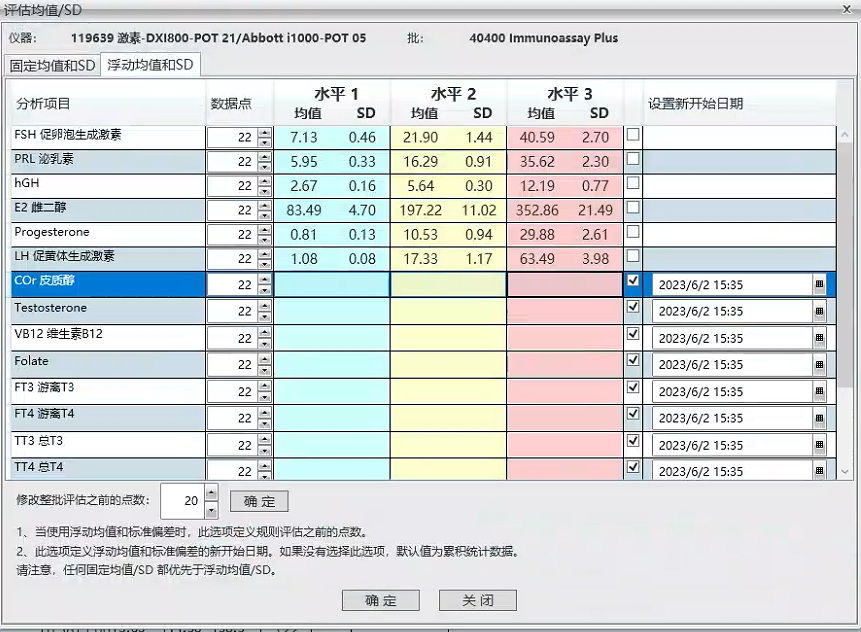 评估均值/SD
仪器: 119639 激素-DXI800-POT 21/Abbott i1000-POT 05 批: 40400 Immunoassay Plus
固定均值和SD 浮动均值和SD
分析项目 数据点 水平 1 水平 2 水平 3 设置新开始日期
均值 SD 均值 SD 均值 SD
FSH 促卵泡生成激素 22 7.13 0.46 21.90 1.44 40.59 2.70
PRL 泌乳素 22 5.95 0.33 16.29 0.91 35.62 2.30
hGH 22 2.67 0.16 5.64 0.30 12.19 0.77
E2 雌二醇 22 83.49 4.70 197.22 11.02 352.86 21.49
Progesterone 22 0.81 0.13 10.53 0.94 29.88 2.61
LH 促黄体生成激素 22 1.08 0.08 17.33 1.17 63.49 3.98
COr 皮质醇 22 2023/6/2 15:35
Testosterone 22 2023/6/2 15:35
VB12 维生素B12 22 2023/6/2 15:35
Folate 22 2023/6/2 15:35
FT3 游离T3 22 2023/6/2 15:35
FT4 游离T4 22 2023/6/2 15:35
TT3 总T3 22 2023/6/2 15:35
TT4 总T4 22 2023/6/2 15:35
修改整批评估之前的点数: 20 确 定
1、当使用浮动均值和标准偏差时，此选项定义规则评估之前的点数。
2、此选项定义浮动均值和标准偏差的新开始日期。如果没有选择此选项，默认值为累积统计数据。
请注意，任何固定均值/SD 都优先于浮动均值/SD。
确 定 关 闭